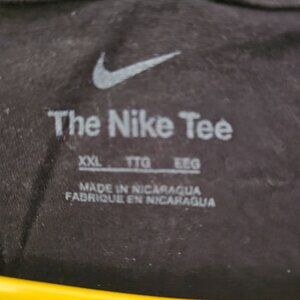 The Nike Tee
XXL TTG EEG
MADE IN NICARAGUA
FABRIQUE EN NICARAGUA